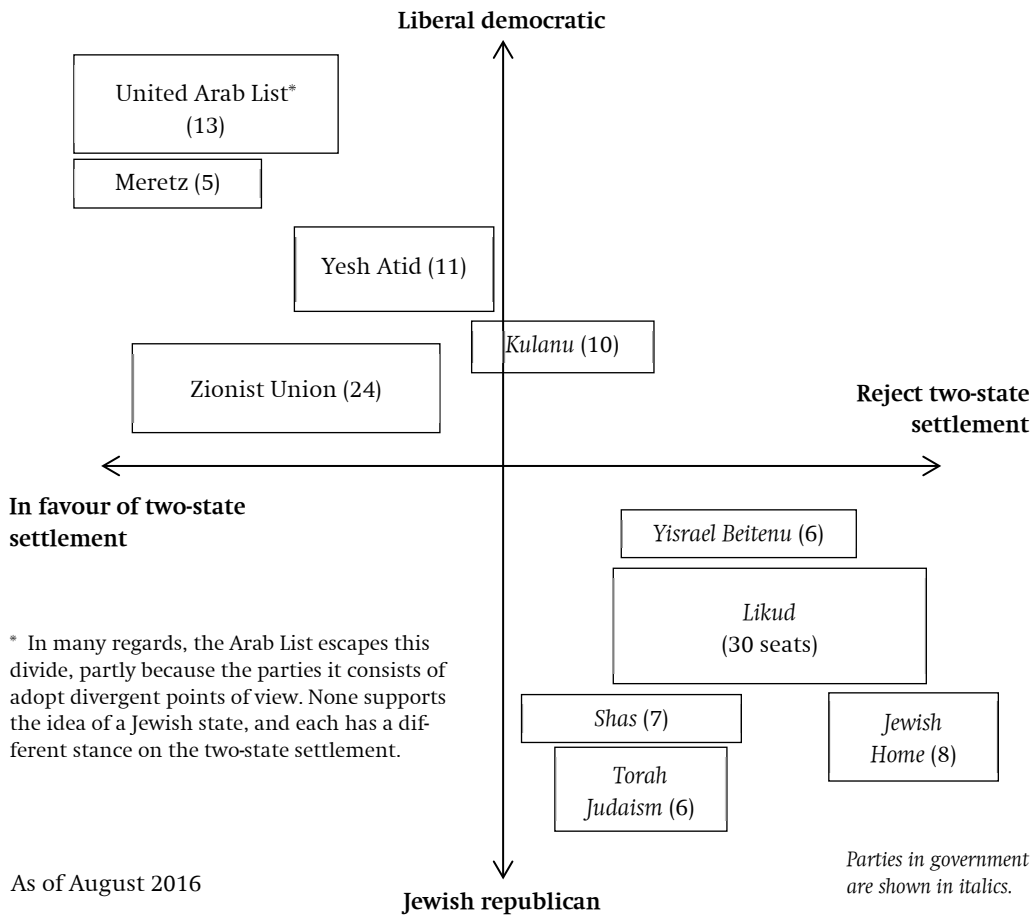 Liberal democratic
United Arab List*
(13)
Meretz (5)
Yesh Atid (11)
Kulanu (10)
Zionist Union (24)
Reject two-state
settlement
In favour of two-state
settlement
Yisrael Beitenu (6)
Likud
(30 seats)
* In many regards, the Arab List escapes this
divide, partly because the parties it consists of
adopt divergent points of view. None supports
the idea of a Jewish state, and each has a dif-
ferent stance on the two-state settlement.
Shas (7)
Jewish
Home (8)
Torah
Judaism (6)
Parties in government
are shown in italics.
As of August 2016
Jewish republican